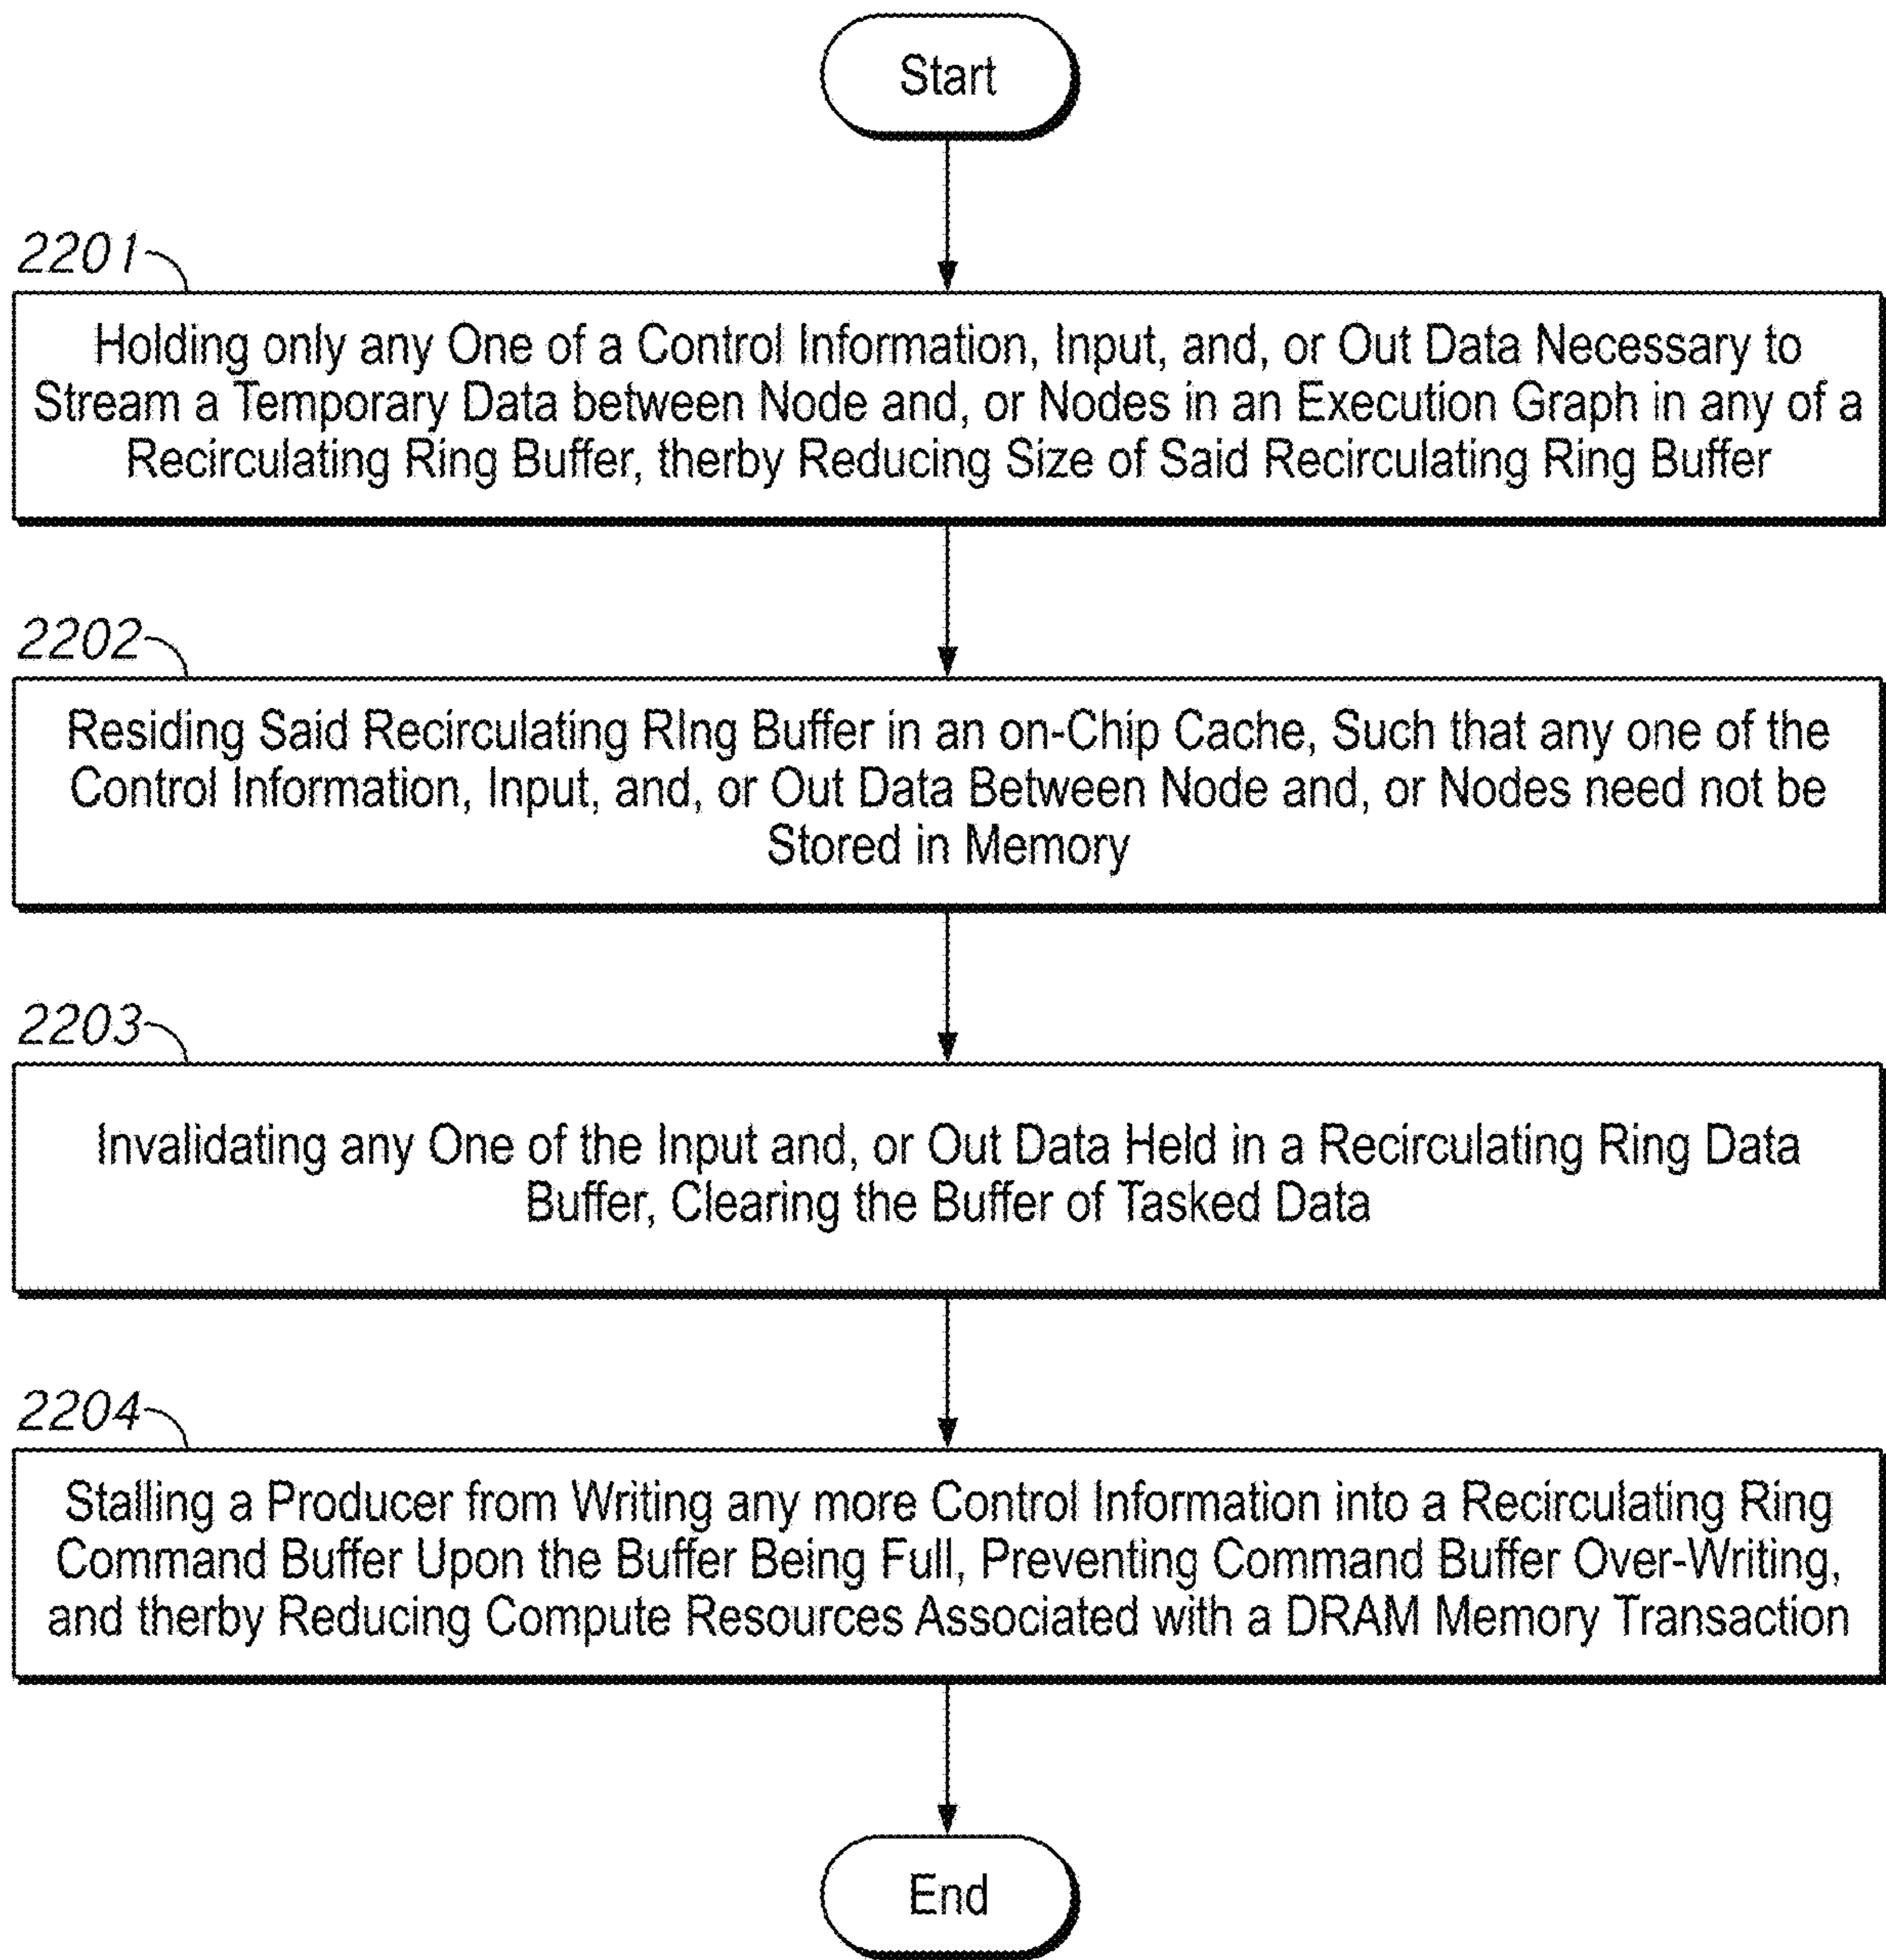 Start
2201
Holding only any One of a Control Information, Input, and, or Out Data Necessary to
Stream a Temporary Data between Node and, or Nodes in an Execution Graph in any of a
Recirculating Ring Buffer, therby Reducing Size of Said Recirculating Ring Buffer
2202
Residing Said Recirculating RIng Buffer in an on-Chip Cache, Such that any one of the
Control Information, Input, and, or Out Data Between Node and, or Nodes need not be
Stored in Memory
2203
Invalidating any One of the Input and, or Out Data Held in a Recirculating Ring Data
Buffer, Clearing the Buffer of Tasked Data
2204
Stalling a Producer from Writing any more Control Information into a Recirculating Ring
Command Buffer Upon the Buffer Being Full, Preventing Command Buffer Over-Writing,
and therby Reducing Compute Resources Associated with a DRAM Memory Transaction
End